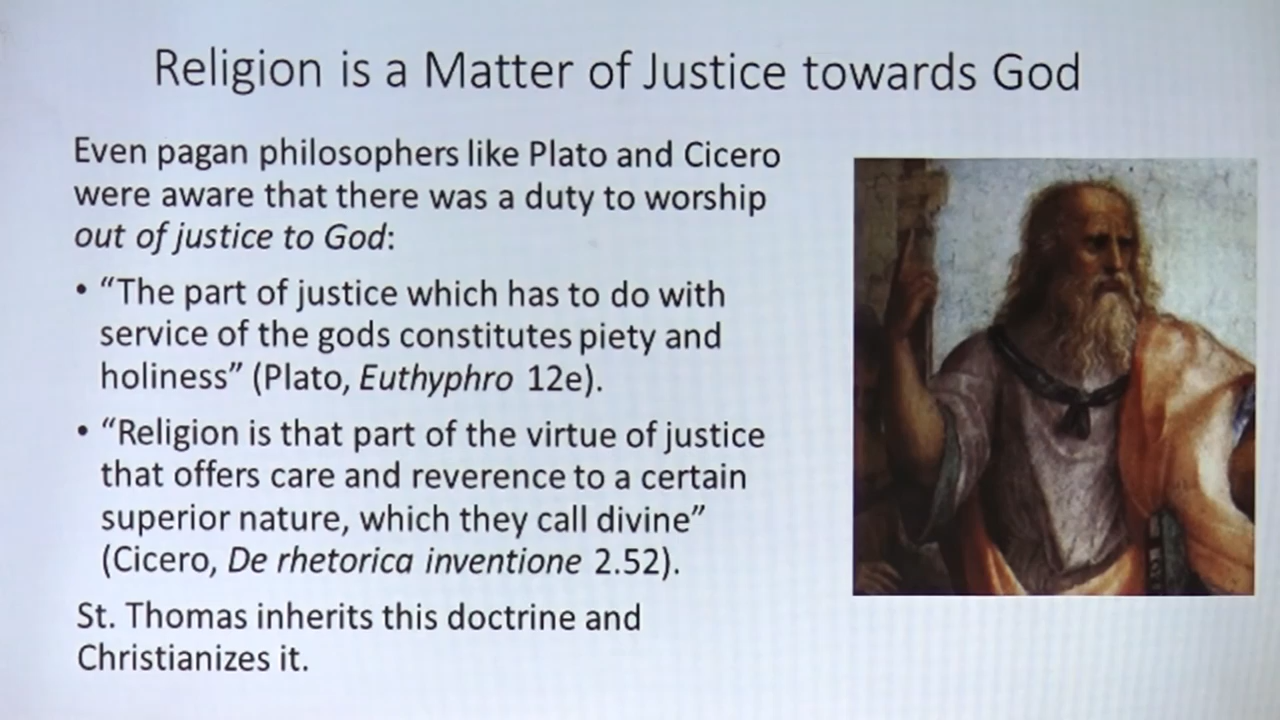 Religion is a Matter of Justice towards God
Even pagan philosophers like Plato and Cicero
were aware that there was a duty to worship
out of justice to God:
• “The part of justice which has to do with
service of the gods constitutes piety and
holiness” (Plato, Euthyphro 12e).
• “Religion is that part of the virtue of justice
that offers care and reverence to a certain
superior nature, which they call divine”
(Cicero, De rhetorica inventione 2.52).
St. Thomas inherits this doctrine and
Christianizes it.